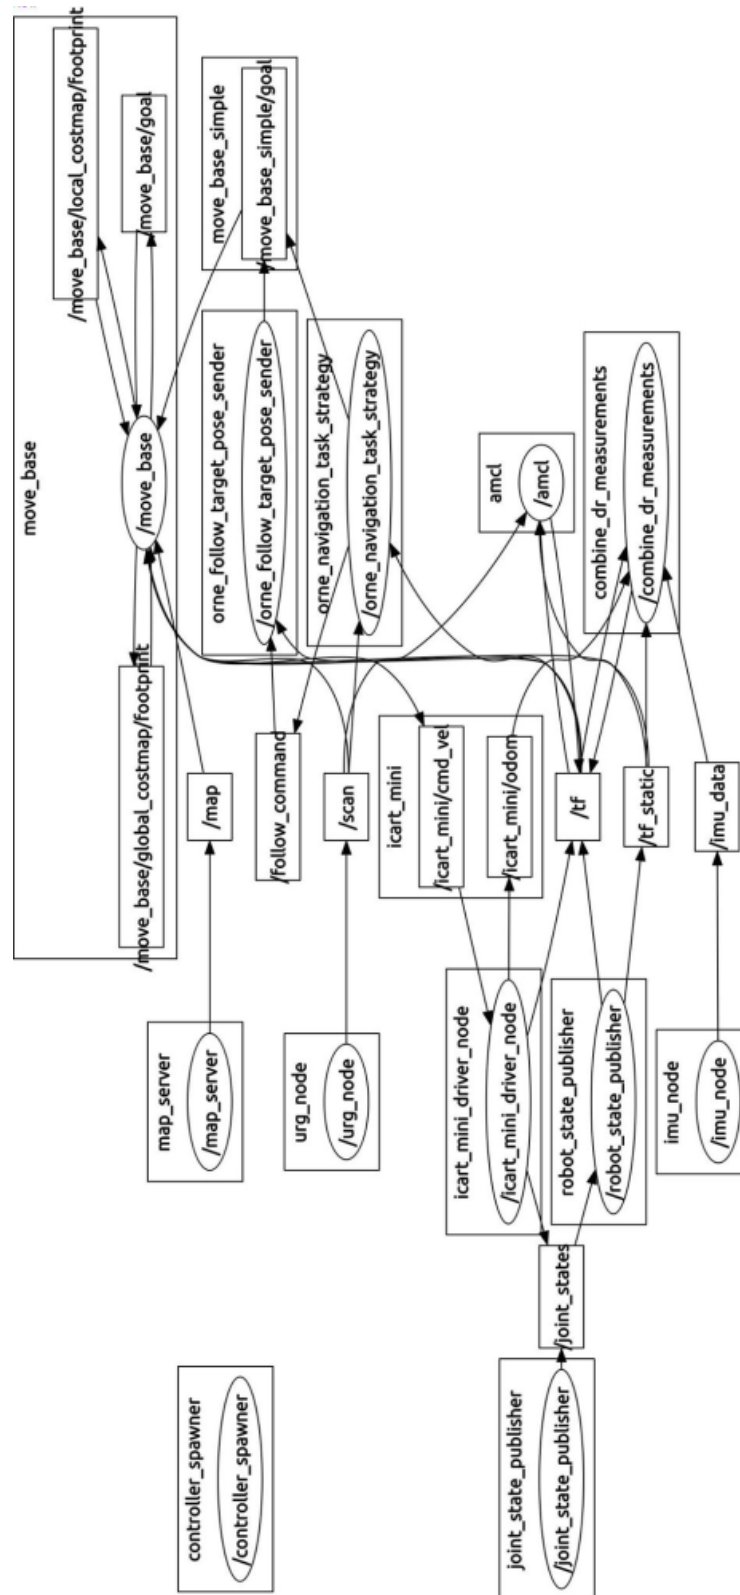 controller_spawner
/controller_spawner
joint_state_publisher
/joint_state_publisher
/joint_states
map_server
/map_server
urg_node
/urg_node
icart_mini_driver_node
/icart_mini_driver_node
robot_state_publisher
/robot_state_publisher
imu_node
/imu_node
move_base
/move_base/global_costmap/footprint
/map
/follow_command
/scan
icart_mini
/icart_mini/cmd_vel
/icart_mini/odom
/tf
/tf_static
/imu_data
/move_base
orne_follow_target_pose_sender
/orne_follow_target_pose_sender
orne_navigation_task_strategy
/orne_navigation_task_strategy
amcl
/amcl
combine_dr_measurements
/combine_dr_measurements
/move_base/local_costmap/footprint
/move_base/goal
move_base_simple
/move_base_simple/goal